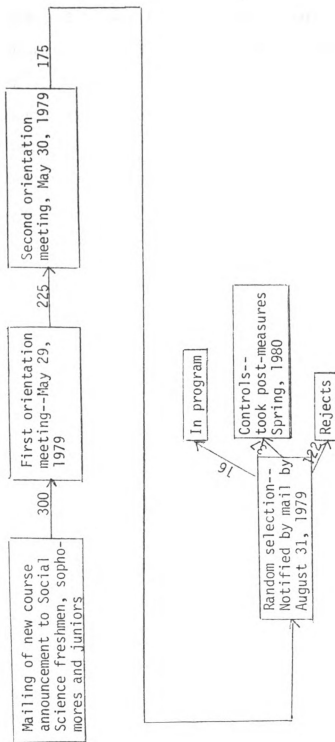 Mailing of new course
announcement to Social
Science freshmen, sopho-
mores and juniors
300
First orientation
meeting--May 29,
1979
225
Second orientation
meeting, May 30, 1979
175
Random selection--
Notified by mail by
August 31, 1979
16
In program
37
Controls--
took post-measures
Spring, 1980
122
Rejects